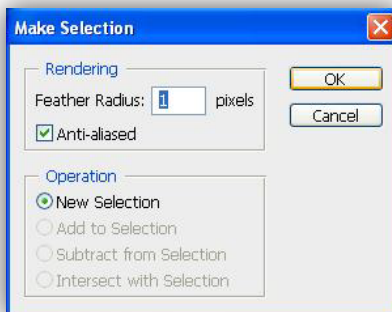 Make Selection
Rendering
Feather Radius: 1 pixels
Anti-aliased
OK
Cancel
Operation
New Selection
Add to Selection
Subtract from Selection
Intersect with Selection